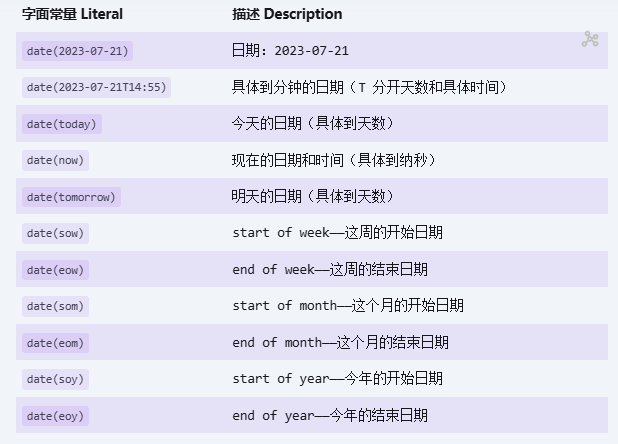 字面常量 Literal 描述 Description
date(2023-07-21) 日期：2023-07-21
date(2023-07-21T14:55) 具体到分钟的日期（T 分开天数和具体时间）
date(today) 今天的日期（具体到天数）
date(now) 现在的日期和时间（具体到纳秒）
date(tomorrow) 明天的日期（具体到天数）
date(sow) start of week——这周的开始日期
date(eow) end of week——这周的结束日期
date(som) start of month——这个月的开始日期
date(eom) end of month——这个月的结束日期
date(soy) start of year——今年的开始日期
date(eoy) end of year——今年的结束日期